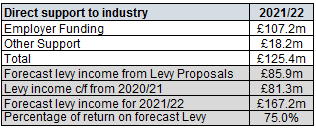 Direct support to industry 2021/22
Employer Funding £107.2m
Other Support £18.2m
Total £125.4m
Forecast levy income from Levy Proposals £85.9m
Levy income c/f from 2020/21 £81.3m
Forecast levy income for 2021/22 £167.2m
Percentage of return on forecast Levy 75.0%